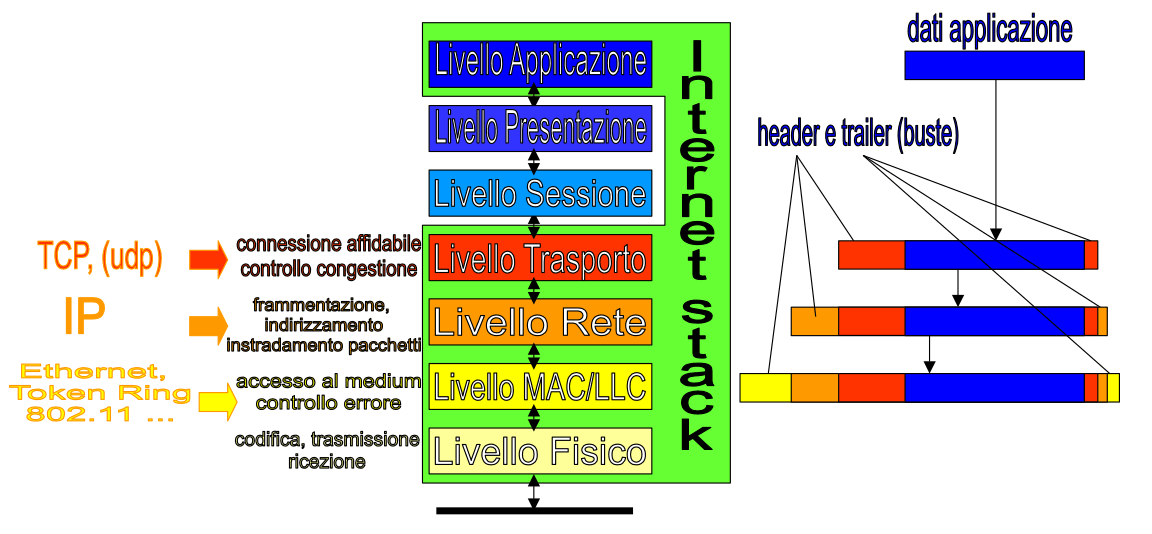 dati applicazione
header e trailer (buste)
Internet stack
Livello Applicazione
Livello Presentazione
Livello Sessione
Livello Trasporto
Livello Rete
Livello MAC/LLC
Livello Fisico
TCP, (udp)
connessione affidabile
controllo congestione
IP
frammentazione,
indirizzamento
instradamento pacchetti
Ethernet,
Token Ring
802.11 ...
accesso al medium
controllo errore
codifica, trasmissione
ricezione